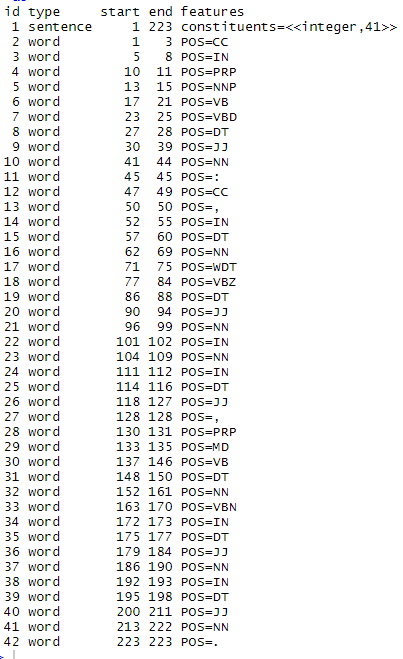 id type start end features
1 sentence 1 223 constituents=<<integer,41>>
2 word 1 3 POS=CC
3 word 5 8 POS=IN
4 word 10 11 POS=PRP
5 word 13 15 POS=NNP
6 word 17 21 POS=VB
7 word 23 25 POS=VBD
8 word 27 28 POS=DT
9 word 30 39 POS=JJ
10 word 41 44 POS=NN
11 word 45 45 POS=:
12 word 47 49 POS=CC
13 word 50 50 POS=,
14 word 52 55 POS=IN
15 word 57 60 POS=DT
16 word 62 69 POS=NN
17 word 71 75 POS=WDT
18 word 77 84 POS=VBZ
19 word 86 88 POS=DT
20 word 90 94 POS=JJ
21 word 96 99 POS=NN
22 word 101 102 POS=IN
23 word 104 109 POS=NN
24 word 111 112 POS=IN
25 word 114 116 POS=DT
26 word 118 127 POS=JJ
27 word 128 128 POS=,
28 word 130 131 POS=PRP
29 word 133 135 POS=MD
30 word 137 146 POS=VB
31 word 148 150 POS=DT
32 word 152 161 POS=NN
33 word 163 170 POS=VBN
34 word 172 173 POS=IN
35 word 175 177 POS=DT
36 word 179 184 POS=JJ
37 word 186 190 POS=NN
38 word 192 193 POS=IN
39 word 195 198 POS=DT
40 word 200 211 POS=JJ
41 word 213 222 POS=NN
42 word 223 223 POS=.
>